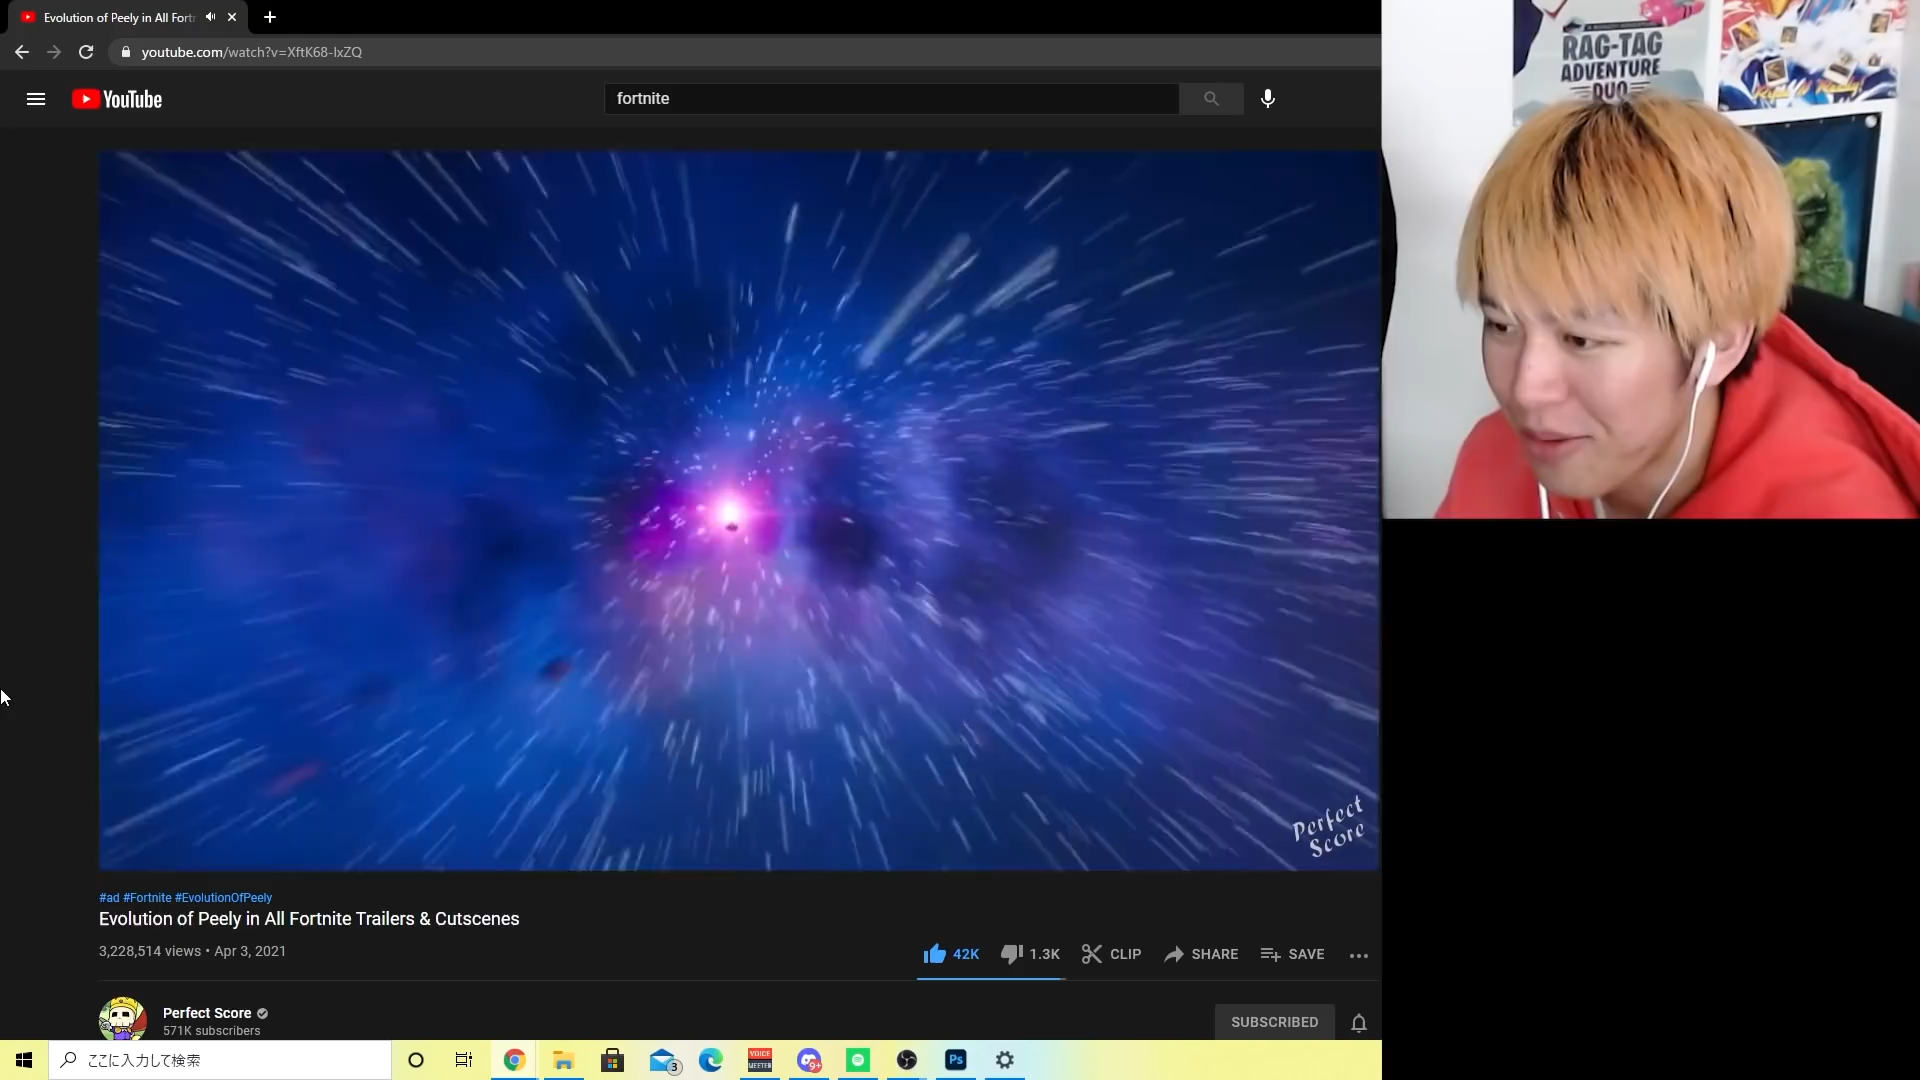 Evolution of Peely in All Fort
youtube.com/watch?v=XftK68-lxZQ
YouTube
fortnite
RAG-TAG
ADVENTURE
DUO
Perfect
Score
#ad #Fortnite #EvolutionOfPeely
Evolution of Peely in All Fortnite Trailers & Cutscenes
3,228,514 views • Apr 3, 2021
42K
1.3K
CLIP
SHARE
SAVE
Perfect Score
571K subscribers
SUBSCRIBED
ここに入力して検索
3
VOICE
MEETER
9+
Ps